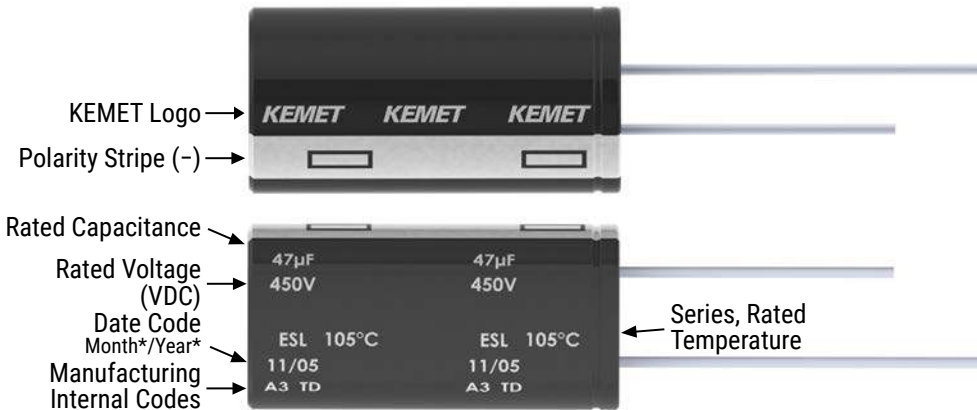 KEMET Logo
KEMET KEMET KEMET
Polarity Stripe (−)
Rated Capacitance
47µF 47µF
Rated Voltage
(VDC)
450V 450V
Date Code
Month*/Year*
ESL 105°C ESL 105°C
11/05 11/05
Manufacturing
Internal Codes
A3 TD A3 TD
Series, Rated
Temperature